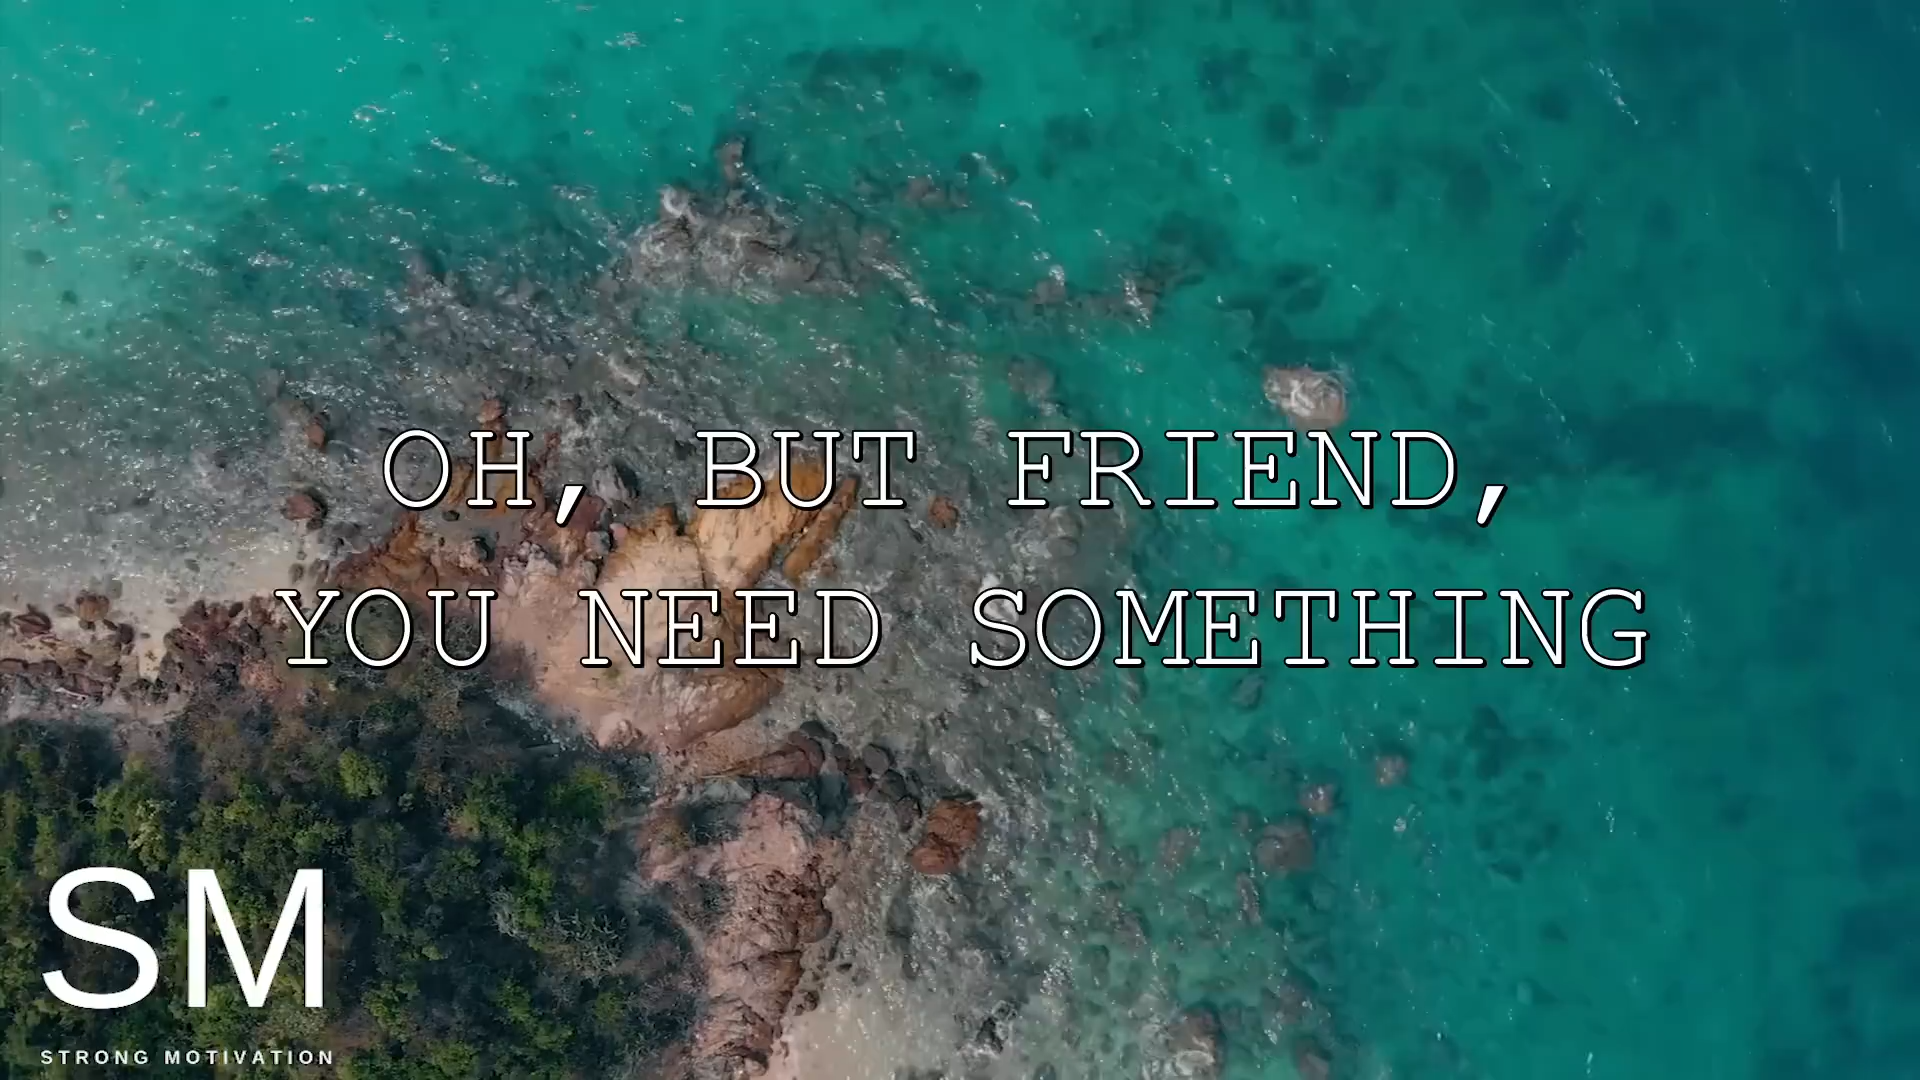 OH, BUT FRIEND,
YOU NEED SOMETHING
SM
STRONG MOTIVATION